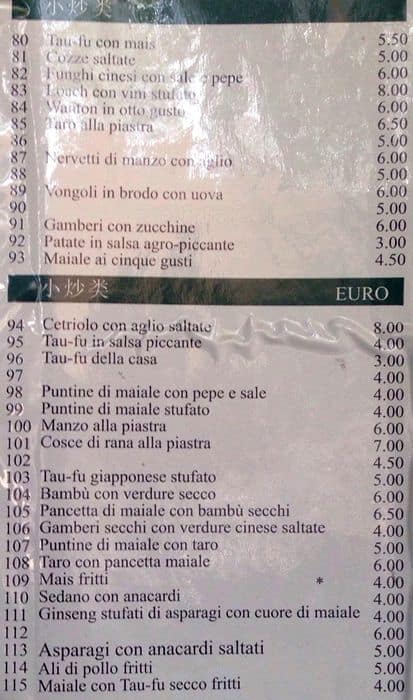 小炒类
80 Tau-fu con mais 5.50
81 Cozze saltate 5.00
82 Funghi cinesi con sale e pepe 6.00
83 Loach con vini stufato 8.00
84 Wanton in otto gusto 6.00
85 Taro alla piastra 6.50
86 5.00
87 Nervetti di manzo con aglio 6.00
88 5.00
89 Vongoli in brodo con uova 6.00
90 5.00
91 Gamberi con zucchine 6.00
92 Patate in salsa agro-piccante 3.00
93 Maiale ai cinque gusti 4.50
小炒类 EURO
94 Cetriolo con aglio saltate 8.00
95 Tau-fu in salsa piccante 4.00
96 Tau-fu della casa 3.00
97 4.00
98 Puntine di maiale con pepe e sale 4.00
99 Puntine di maiale stufato 4.00
100 Manzo alla piastra 6.00
101 Cosce di rana alla piastra 7.00
102 4.50
103 Tau-fu giapponese stufato 5.00
104 Bambù con verdure secco 6.00
105 Pancetta di maiale con bambù secchi 6.50
106 Gamberi secchi con verdure cinese saltate 4.00
107 Puntine di maiale con taro 5.00
108 Taro con pancetta maiale 6.00
109 Mais fritti * 4.00
110 Sedano con anacardi 4.00
111 Ginseng stufati di asparagi con cuore di maiale 4.00
112 6.00
113 Asparagi con anacardi saltati 5.00
114 Ali di pollo fritti 5.00
115 Maiale con Tau-fu secco fritti 4.00